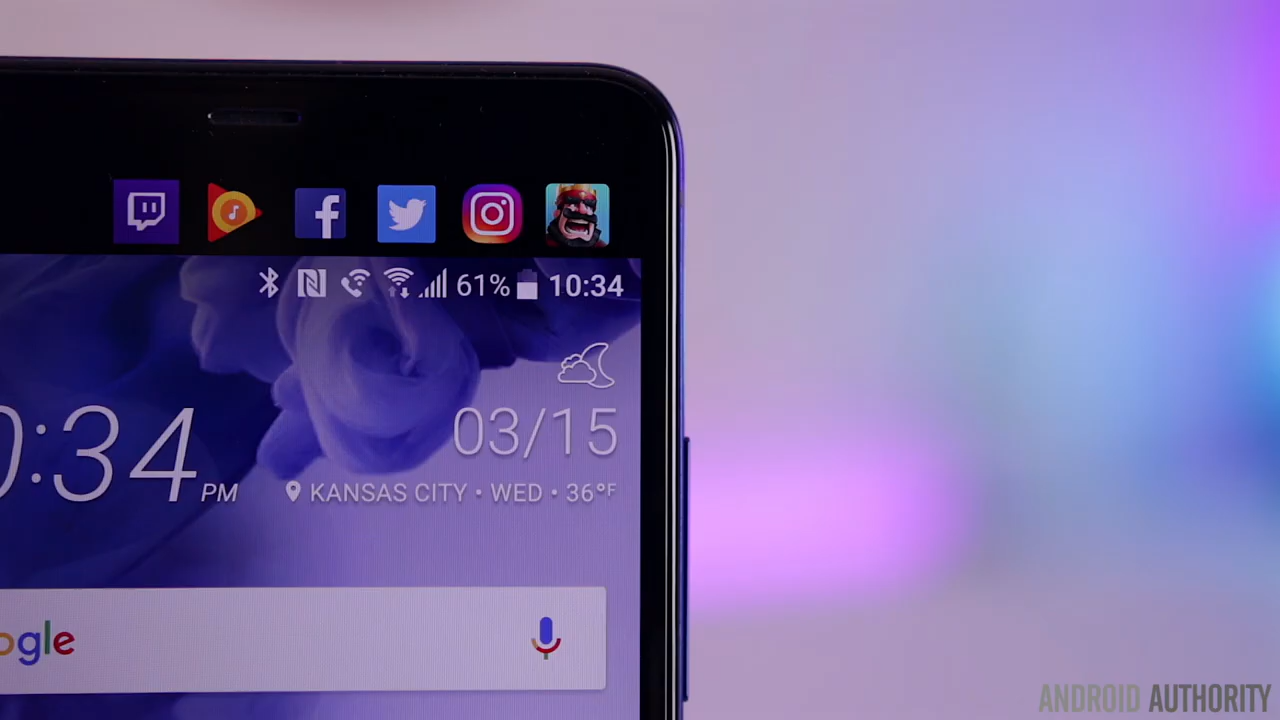 61% 10:34
0:34 PM
03/15
KANSAS CITY • WED • 36°F
ogle
ANDROID AUTHORITY